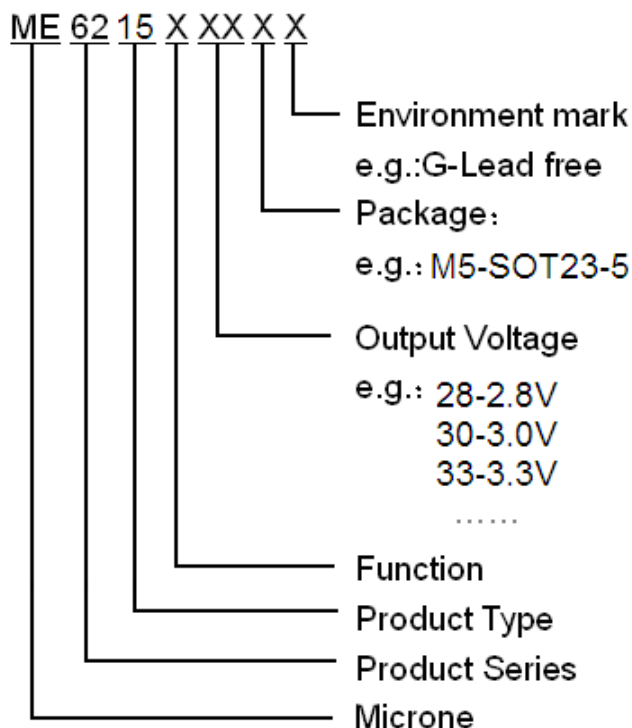 ME 62 15 X XX X X
Environment mark
e.g.:G-Lead free
Package：
e.g.：M5-SOT23-5
Output Voltage
e.g.：28-2.8V
30-3.0V
33-3.3V
……
Function
Product Type
Product Series
Microne